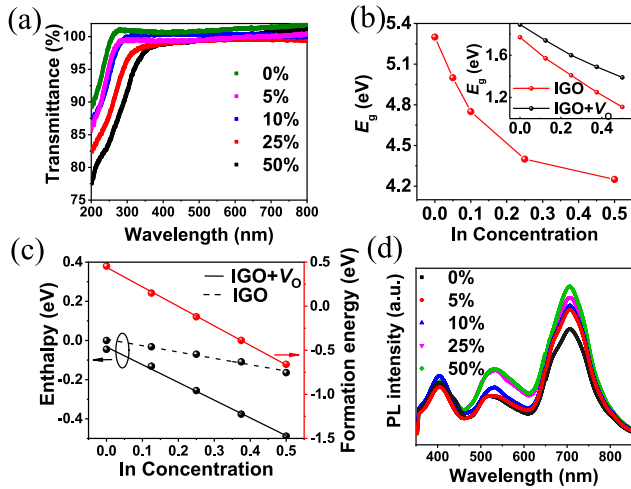 (a)
Transmittance (%)
100
95
90
85
80
75
0%
5%
10%
25%
50%
200 300 400 500 600 700 800
Wavelength (nm)
(b)
E_g (eV)
5.4
5.1
4.8
4.5
4.2
0.0 0.1 0.2 0.3 0.4 0.5
In Concentration
E_g (eV)
1.6
1.2
IGO
IGO+V_O
0.0 0.2 0.4
(c)
Enthalpy (eV)
0.4
0.2
0.0
-0.2
-0.4
IGO+V_O
IGO
0.5
0.0
-0.5
-1.0
-1.5
Formation energy (eV)
0.0 0.1 0.2 0.3 0.4 0.5
In Concentration
(d)
PL intensity (a.u.)
0%
5%
10%
25%
50%
400 500 600 700 800
Wavelength (nm)